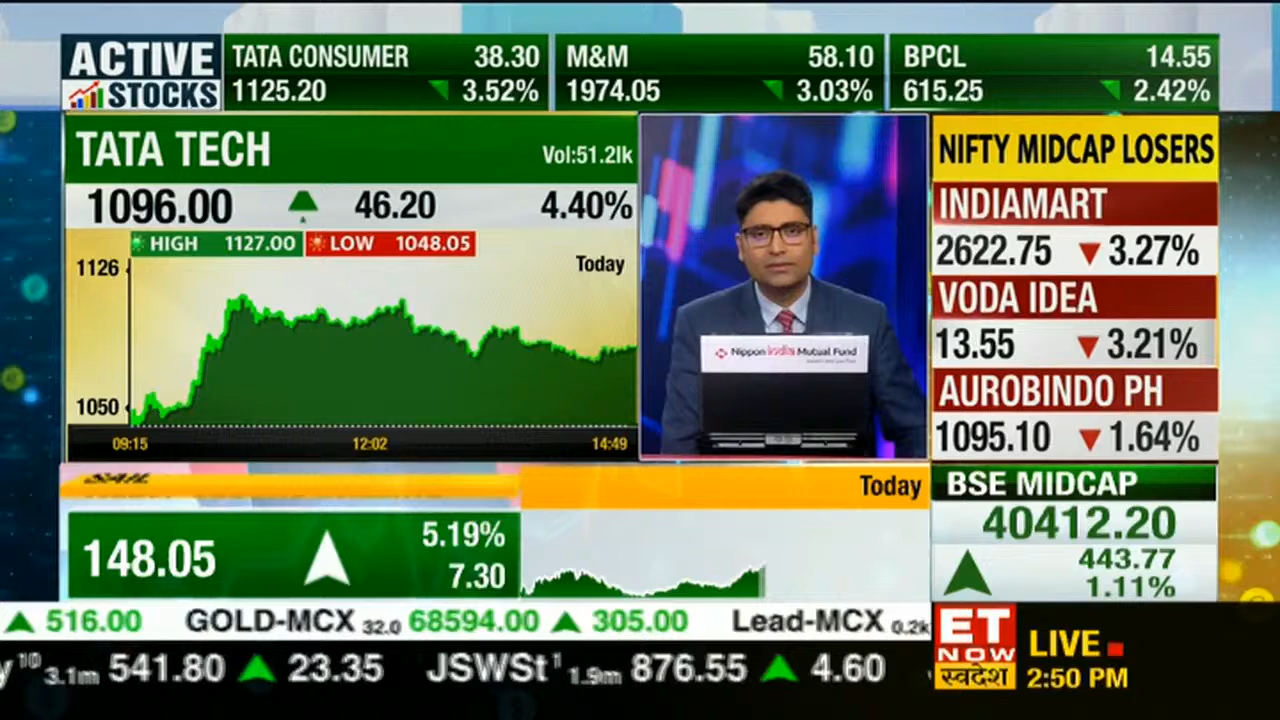 ACTIVE STOCKS
TATA CONSUMER 38.30
1125.20 3.52%
M&M 58.10
1974.05 3.03%
BPCL 14.55
615.25 2.42%
TATA TECH Vol:51.2lk
1096.00 46.20 4.40%
HIGH 1127.00 LOW 1048.05
Today
1126
1050
09:15 12:02 14:49
Nippon india Mutual Fund
NIFTY MIDCAP LOSERS
INDIAMART
2622.75 3.27%
VODA IDEA
13.55 3.21%
AUROBINDO PH
1095.10 1.64%
BSE MIDCAP
40412.20
443.77
1.11%
Today
148.05
5.19%
7.30
516.00 GOLD-MCX 32.0 68594.00 305.00 Lead-MCX 0.2k
y 10 3.1m 541.80 23.35 JSWSt 1 1.9m 876.55 4.60
ET NOW स्वदेश
LIVE
2:50 PM